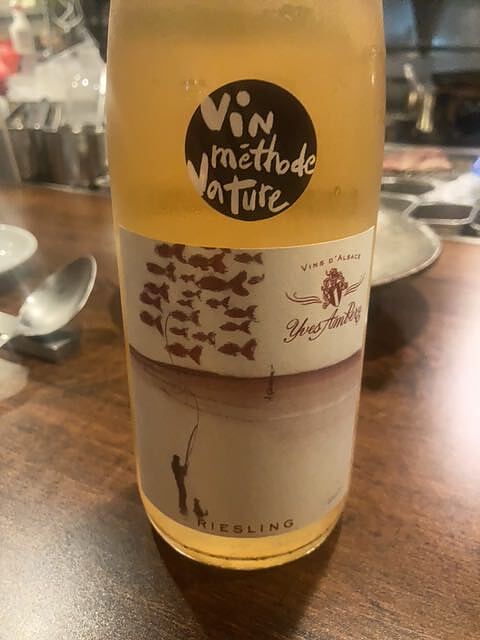 Vin
méthode
Nature
VINS D'ALSACE
Yves Amberg
RIESLING